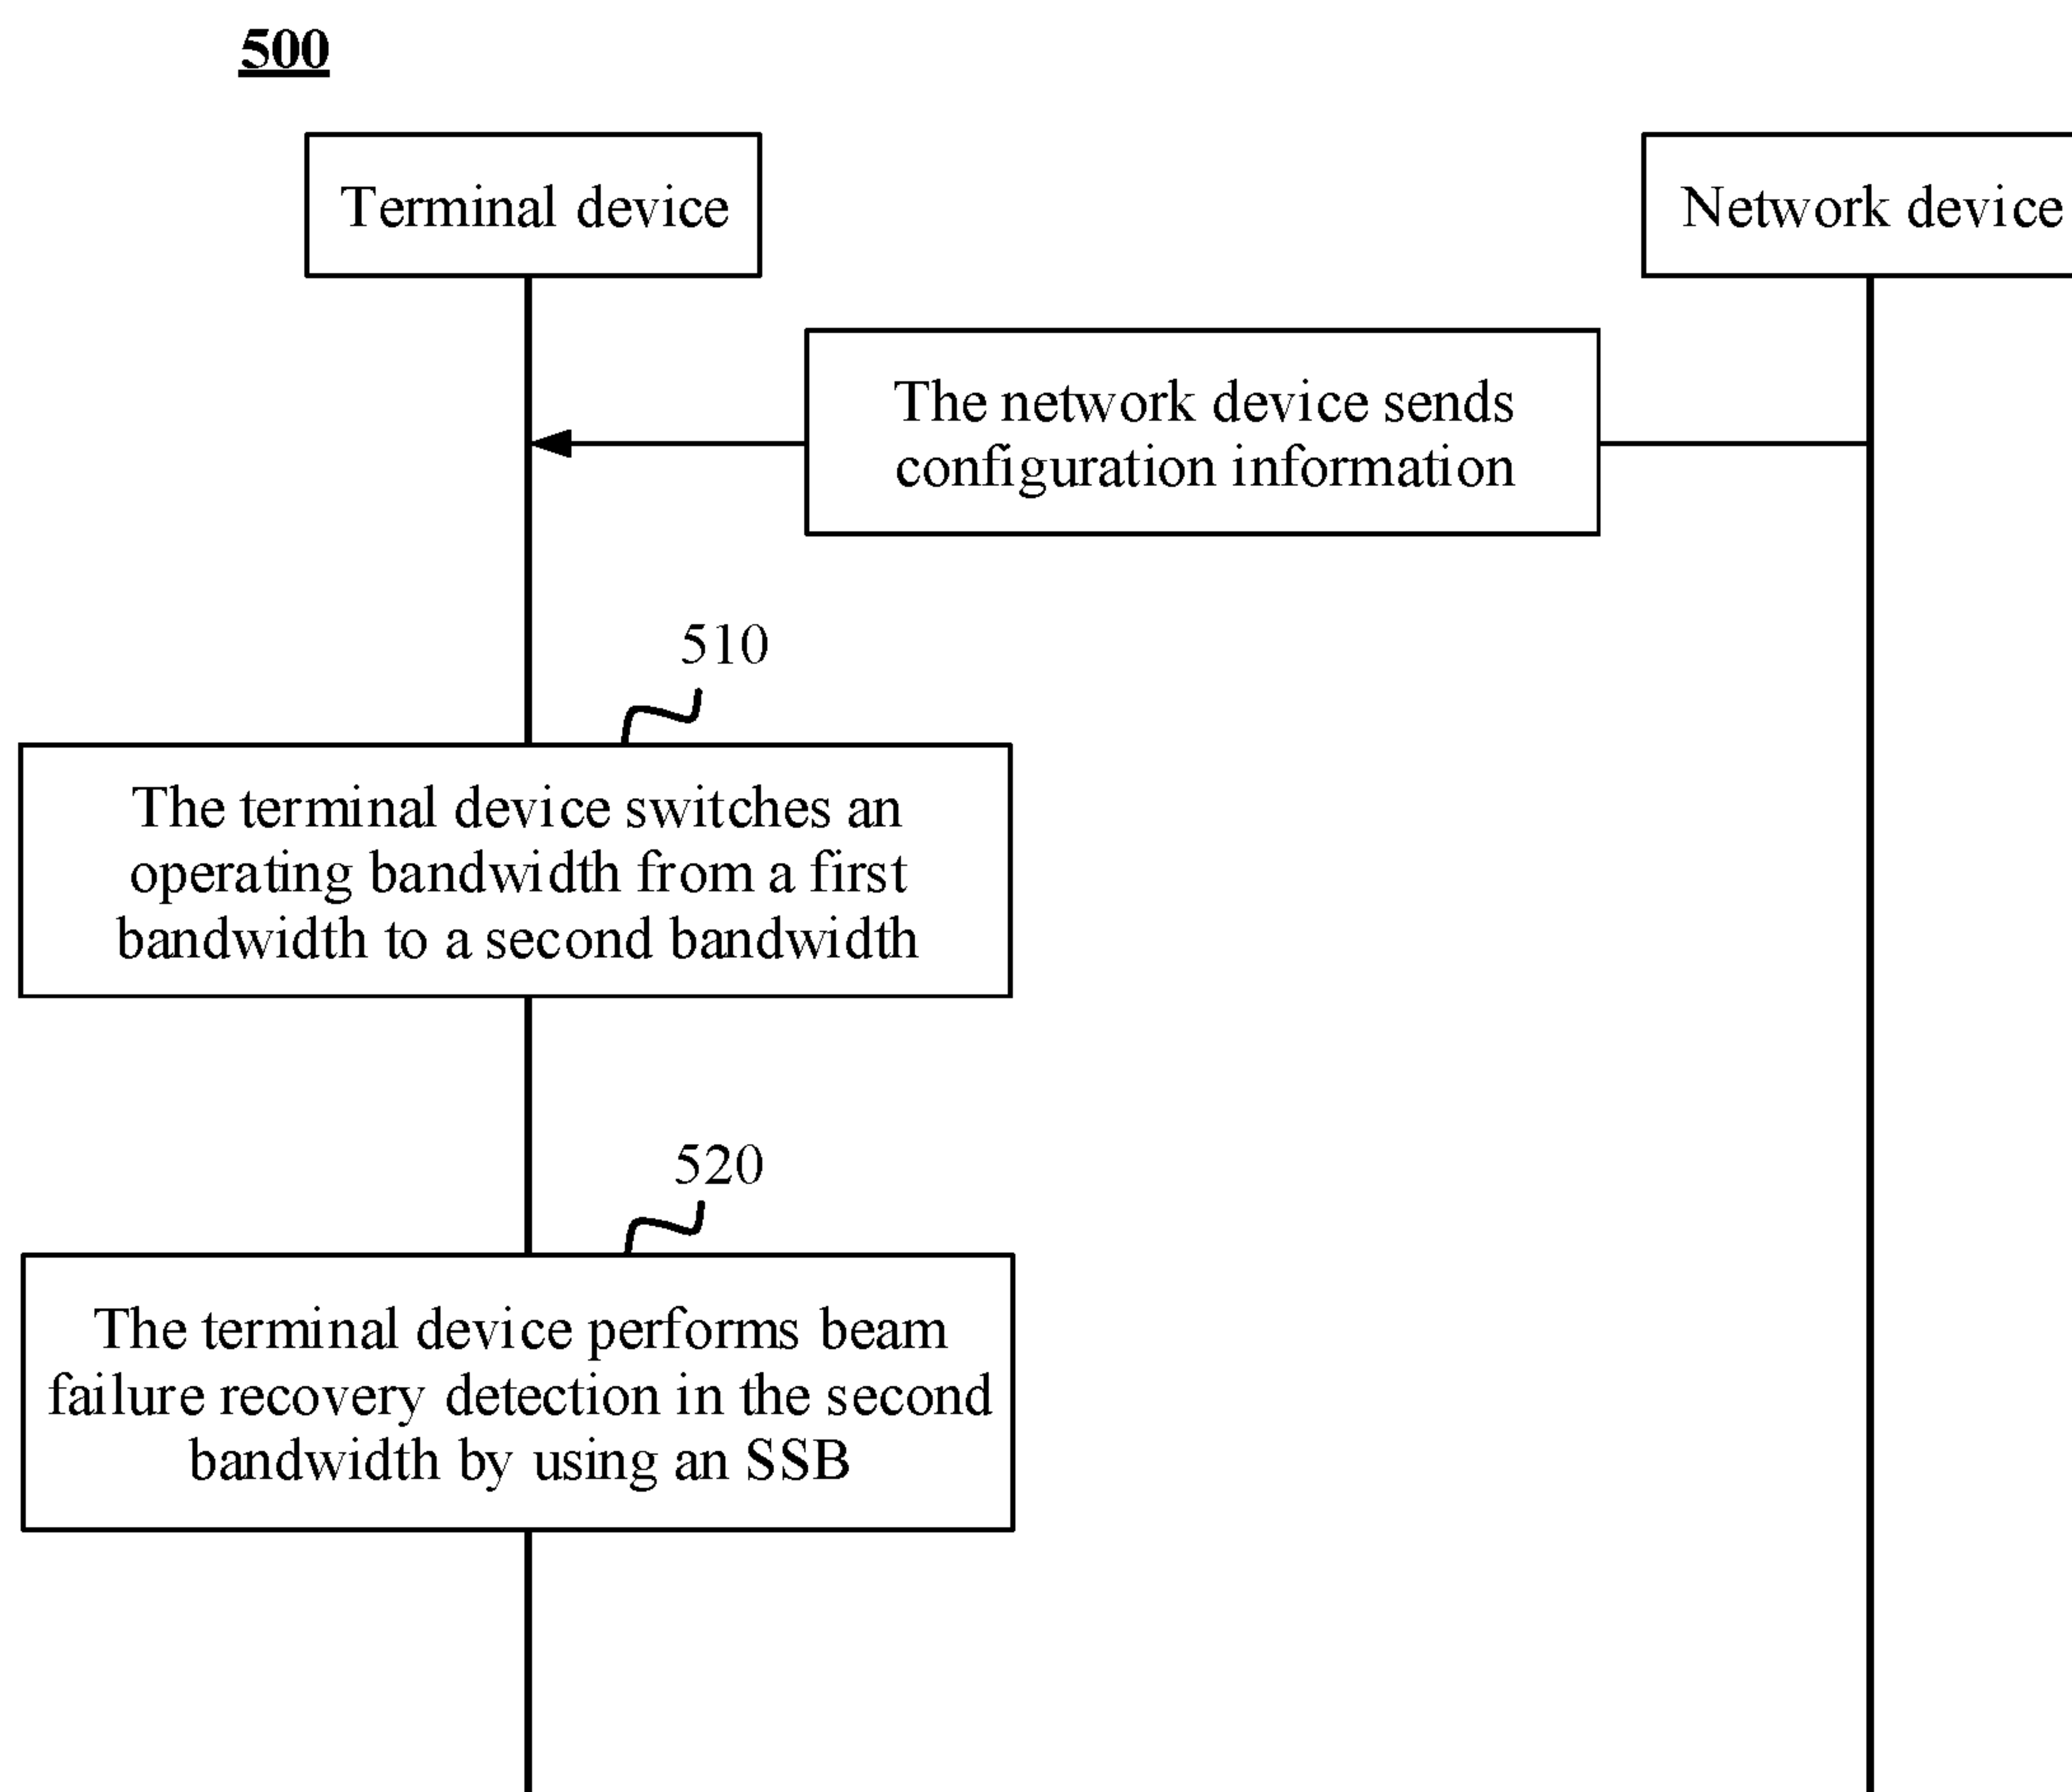 500
Terminal device
Network device
The network device sends
configuration information
510
The terminal device switches an
operating bandwidth from a first
bandwidth to a second bandwidth
520
The terminal device performs beam
failure recovery detection in the second
bandwidth by using an SSB